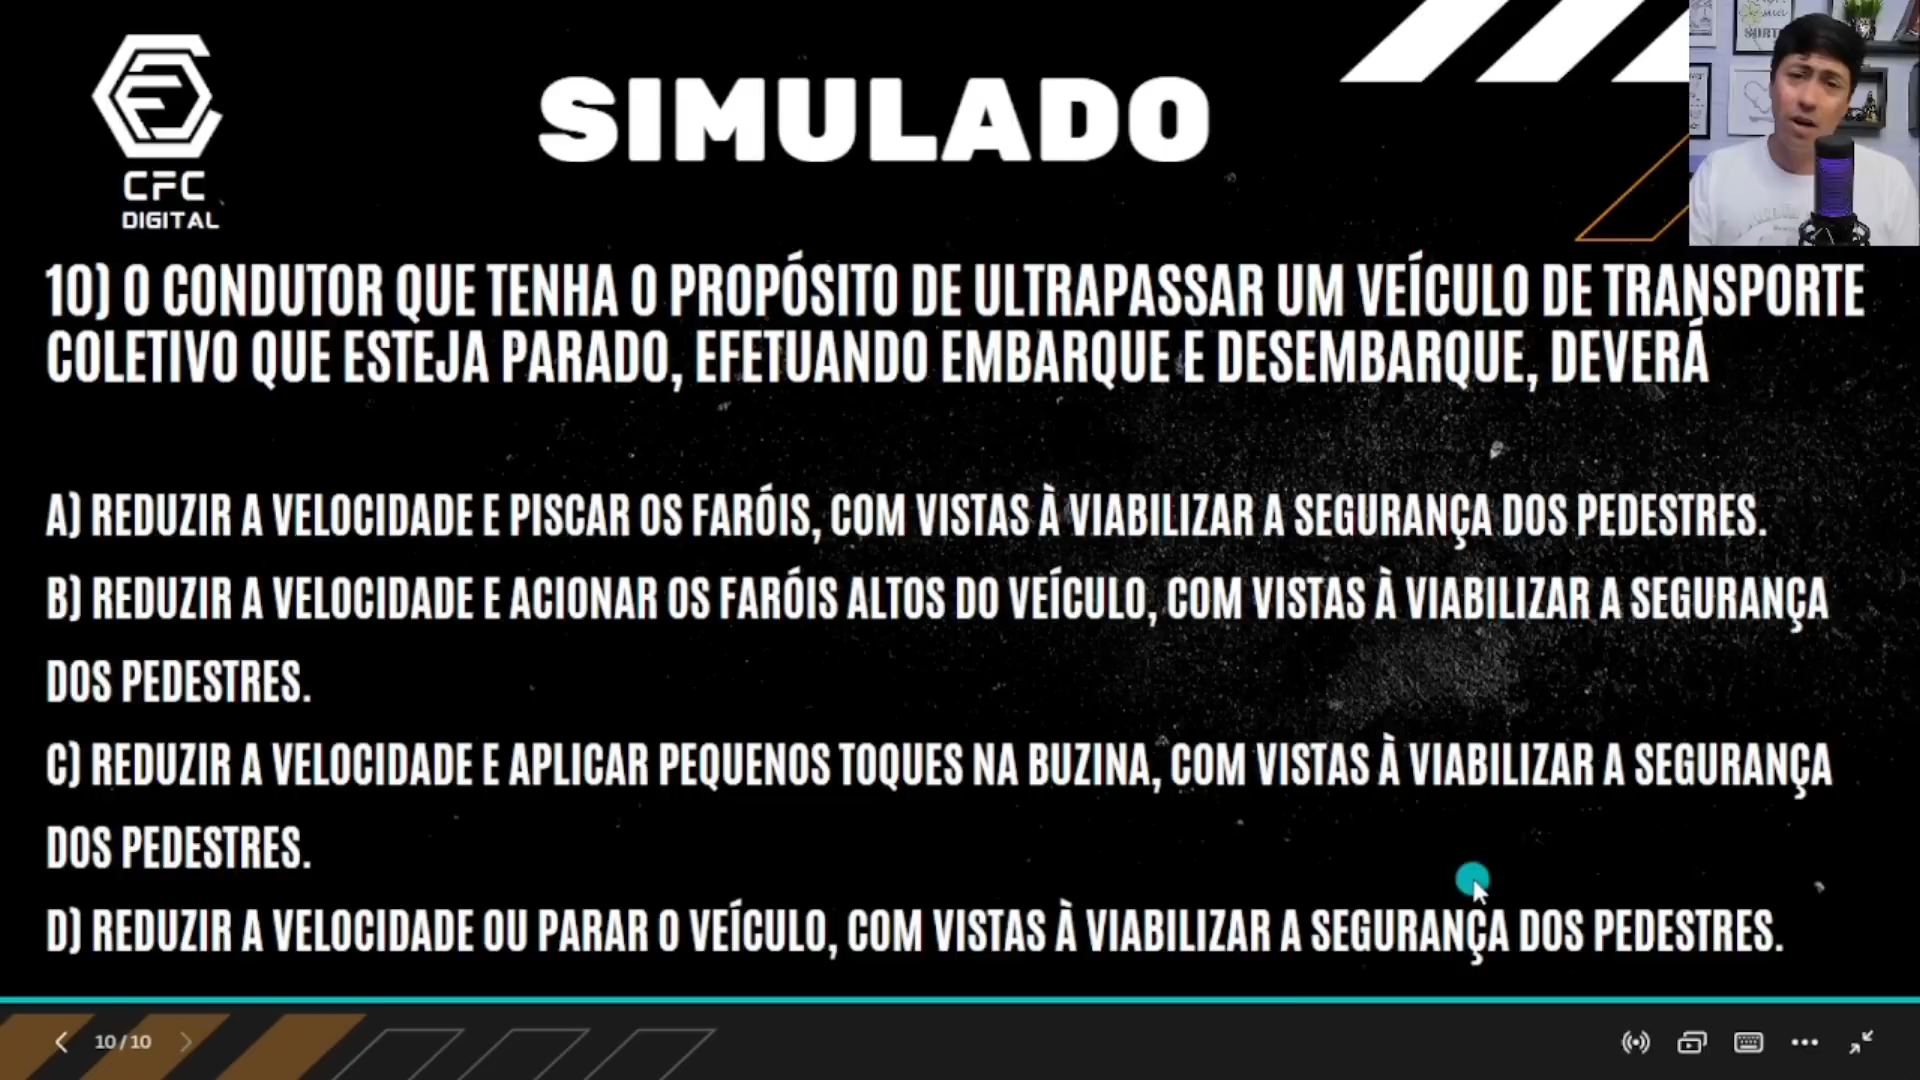 CFC
DIGITAL
SIMULADO
SORTE
10) O CONDUTOR QUE TENHA O PROPÓSITO DE ULTRAPASSAR UM VEÍCULO DE TRANSPORTE
COLETIVO QUE ESTEJA PARADO, EFETUANDO EMBARQUE E DESEMBARQUE, DEVERÁ
A) REDUZIR A VELOCIDADE E PISCAR OS FARÓIS, COM VISTAS À VIABILIZAR A SEGURANÇA DOS PEDESTRES.
B) REDUZIR A VELOCIDADE E ACIONAR OS FARÓIS ALTOS DO VEÍCULO, COM VISTAS À VIABILIZAR A SEGURANÇA
DOS PEDESTRES.
C) REDUZIR A VELOCIDADE E APLICAR PEQUENOS TOQUES NA BUZINA, COM VISTAS À VIABILIZAR A SEGURANÇA
DOS PEDESTRES.
D) REDUZIR A VELOCIDADE OU PARAR O VEÍCULO, COM VISTAS À VIABILIZAR A SEGURANÇA DOS PEDESTRES.
10 / 10